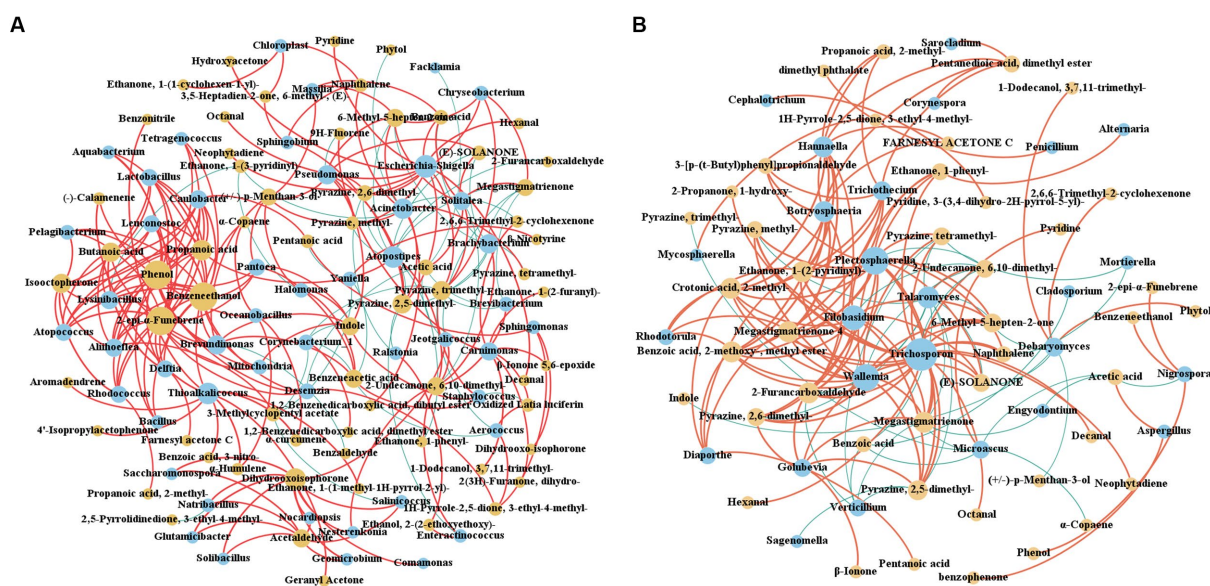 A
Pyridine
Chloroplast
Phytol
Hydroxyacetone
Facklamia
Ethanone, 1-(1-cyclohexen-1-yl)-
Massilia
Naphthalene
Chryseobacterium
3,5-Heptadien-2-one, 6-methyl-, (E)
Benzonitrile
Octanal
6-Methyl-5-hepten-2-one
Benzoic acid
Hexanal
Tetragenococcus
Sphingobium
9H-Fluorene
Aquabacterium
Neophytadiene
(E)-SOLANONE
Ethanone, 1-(3-pyridinyl)-
Escherichia-Shigella
2-Furancarboxaldehyde
Lactobacillus
Pseudomonas
(-)-Calamenene
Caulobacter
(+/-)-p-Menthan-3-ol
Pyrazine, 2,6-dimethyl-
Solitalea
Megastigmatrienone
Acinetobacter
Leuconostoc
α-Copaene
Pyrazine, methyl-
2,6,6-Trimethyl-2-cyclohexenone
Pelagibacterium
Pentanoic acid
β-Nicotyrine
Butanoic acid
Propanoic acid
Brachybacterium
Atopostipes
Phenol
Pantoea
Acetic acid
Pyrazine, tetramethyl-
Isooctopherone
Yaniella
Benzeneethanol
Halomonas
Pyrazine, trimethyl-
Ethanone, 1-(2-furanyl)-
Lysinibacillus
Pyrazine, 2,5-dimethyl-
Brevibacterium
Oceanobacillus
2-epi-α-Funebrene
Indole
Sphingomonas
Atopococcus
Brevundimonas
Corynebacterium_1
Jeotgalicoccus
Alithoeflea
Ralstonia
Carnimonas
Delftia
Mitochondria
β-Ionone 5,6-epoxide
Aromadendrene
Benzeneacetic acid
2-Undecanone, 6,10-dimethyl-
Decanal
Rhodococcus
Thoalkalicoccus
Desemzia
Staphylococcus
1,2-Benzenedicarboxylic acid, dibutyl ester
Oxidized Latia luciferin
3-Methylcyclopentyl acetate
Bacillus
4'-Isopropylacetophenone
1,2-Benzenedicarboxylic acid, dimethyl ester
Aerococcus
Farnesyl acetone C
α-curcumene
Ethanone, 1-phenyl-
Dihydrooxo-isophorone
Benzoic acid, 3-nitro-
Benzaldehyde
α-Humulene
1-Dodecanol, 3,7,11-trimethyl-
Saccharomonospora
Dihydrooxoisophorone
2(3H)-Furanone, dihydro-
Ethanone, 1-(1-methyl-1H-pyrrol-2-yl)-
Propanoic acid, 2-methyl-
Natribacillus
Salinicoccus
1H-Pyrrole-2,5-dione, 3-ethyl-4-methyl-
2,5-Pyrrolidinedione, 3-ethyl-4-methyl-
Nocardiopsis
Ethanol, 2-(2-ethoxyethoxy)-
Glutamicibacter
Nesterenkonia
Enteractinococcus
Acetaldehyde
Solibacillus
Geomicrobium
Comamonas
Geranyl Acetone
B
Sarocladium
Propanoic acid, 2-methyl-
Pentanedioic acid, dimethyl ester
dimethyl phthalate
1-Dodecanol, 3,7,11-trimethyl-
Cephalotrichum
Corynespora
1H-Pyrrole-2,5-dione, 3-ethyl-4-methyl-
Alternaria
Hannaella
FARNESYL ACETONE C
Penicillium
3-[p-(t-Butyl)phenyl]propionaldehyde
Ethanone, 1-phenyl-
2-Propanone, 1-hydroxy-
Trichothecium
2,6,6-Trimethyl-2-cyclohexenone
Pyridine, 3-(3,4-dihydro-2H-pyrrol-5-yl)-
Pyrazine, trimethyl-
Botryosphaeria
Pyrazine, methyl-
Pyridine
Pyrazine, tetramethyl-
Mycosphaerella
Plectosphaerella
Mortierella
Ethanone, 1-(2-pyridinyl)-
2-Undecanone, 6,10-dimethyl-
Crotonic acid, 2-methyl-
Cladosporium
2-epi-α-Funebrene
Talaromyces
Filobasidium
Benzeneethanol
Phytol
6-Methyl-5-hepten-2-one
Rhodotorula
Megastigmatrienone 4
Debaryomyces
Benzoic acid, 2-methoxy-, methyl ester
Trichosporon
Naphthalene
Wallemia
Acetic acid
Nigrospora
(E)-SOLANONE
2-Furancarboxaldehyde
Indole
Engyodontium
Pyrazine, 2,6-dimethyl-
Megastigmatrienone
Aspergillus
Benzoic acid
Decanal
Diaporthe
Microascus
Golubevia
Pyrazine, 2,5-dimethyl-
(+/-)-p-Menthan-3-ol
Neophytadiene
Hexanal
Verticillium
Octanal
α-Copaene
Sagenomella
Phenol
Pentanoic acid
β-Ionone
benzophenone